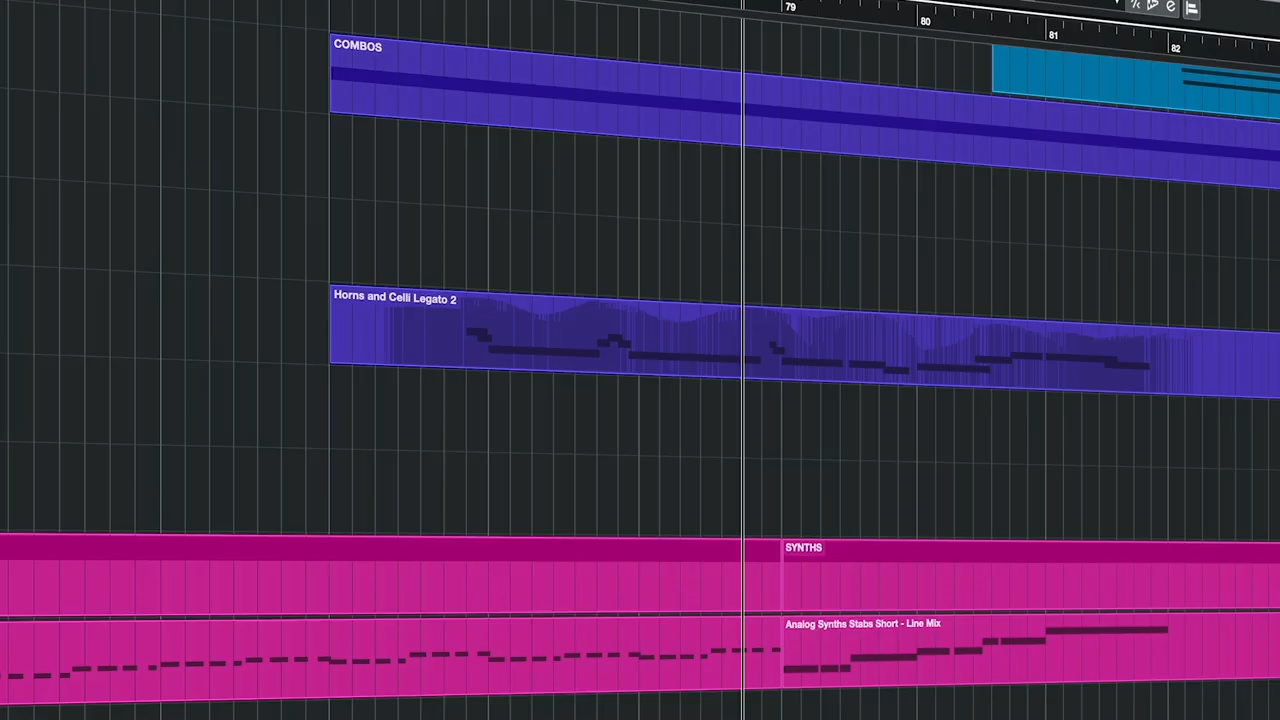 79
80
81
82
COMBOS
Horns and Celli Legato 2
SYNTHS
Analog Synths Stabs Short - Line Mix